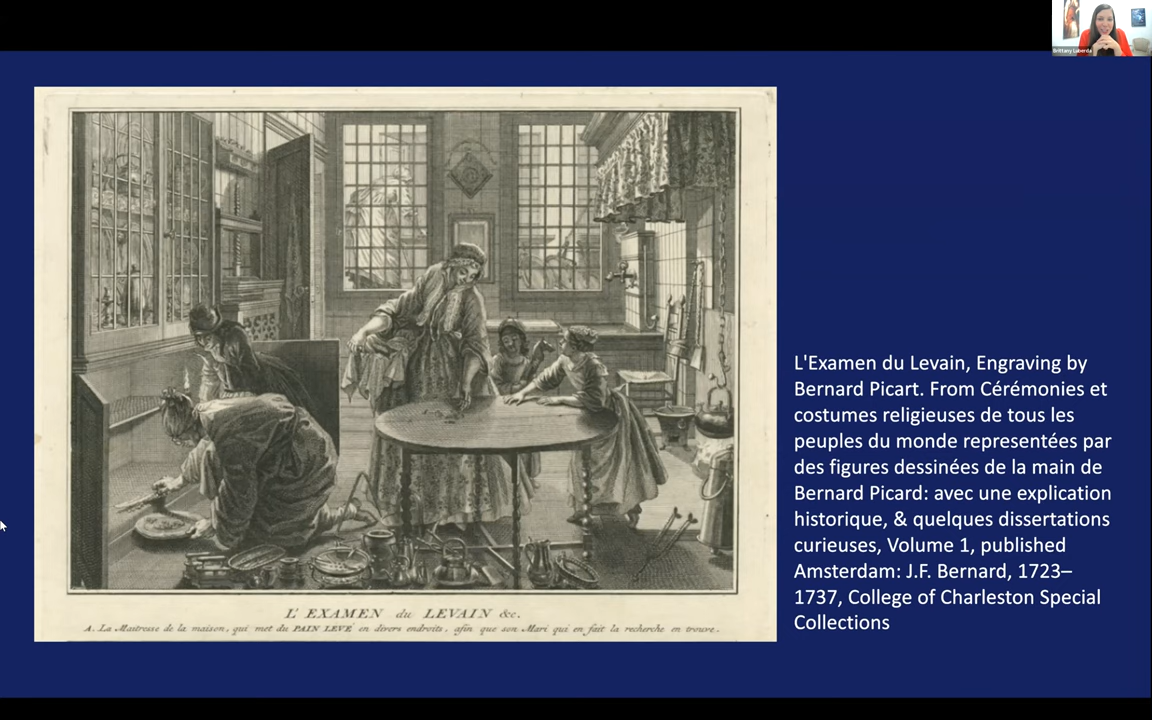 Brittany Luberda
L'Examen du Levain, Engraving by
Bernard Picart. From Cérémonies et
costumes religieuses de tous les
peuples du monde representées par
des figures dessinées de la main de
Bernard Picard: avec une explication
historique, & quelques dissertations
curieuses, Volume 1, published
Amsterdam: J.F. Bernard, 1723–
1737, College of Charleston Special
Collections
L' EXAMEN du LEVAIN &c.
A. La Maitresse de la maison, qui met du PAIN LEVÉ en divers endroits, afin que son Mari qui en fait la recherche en trouve.